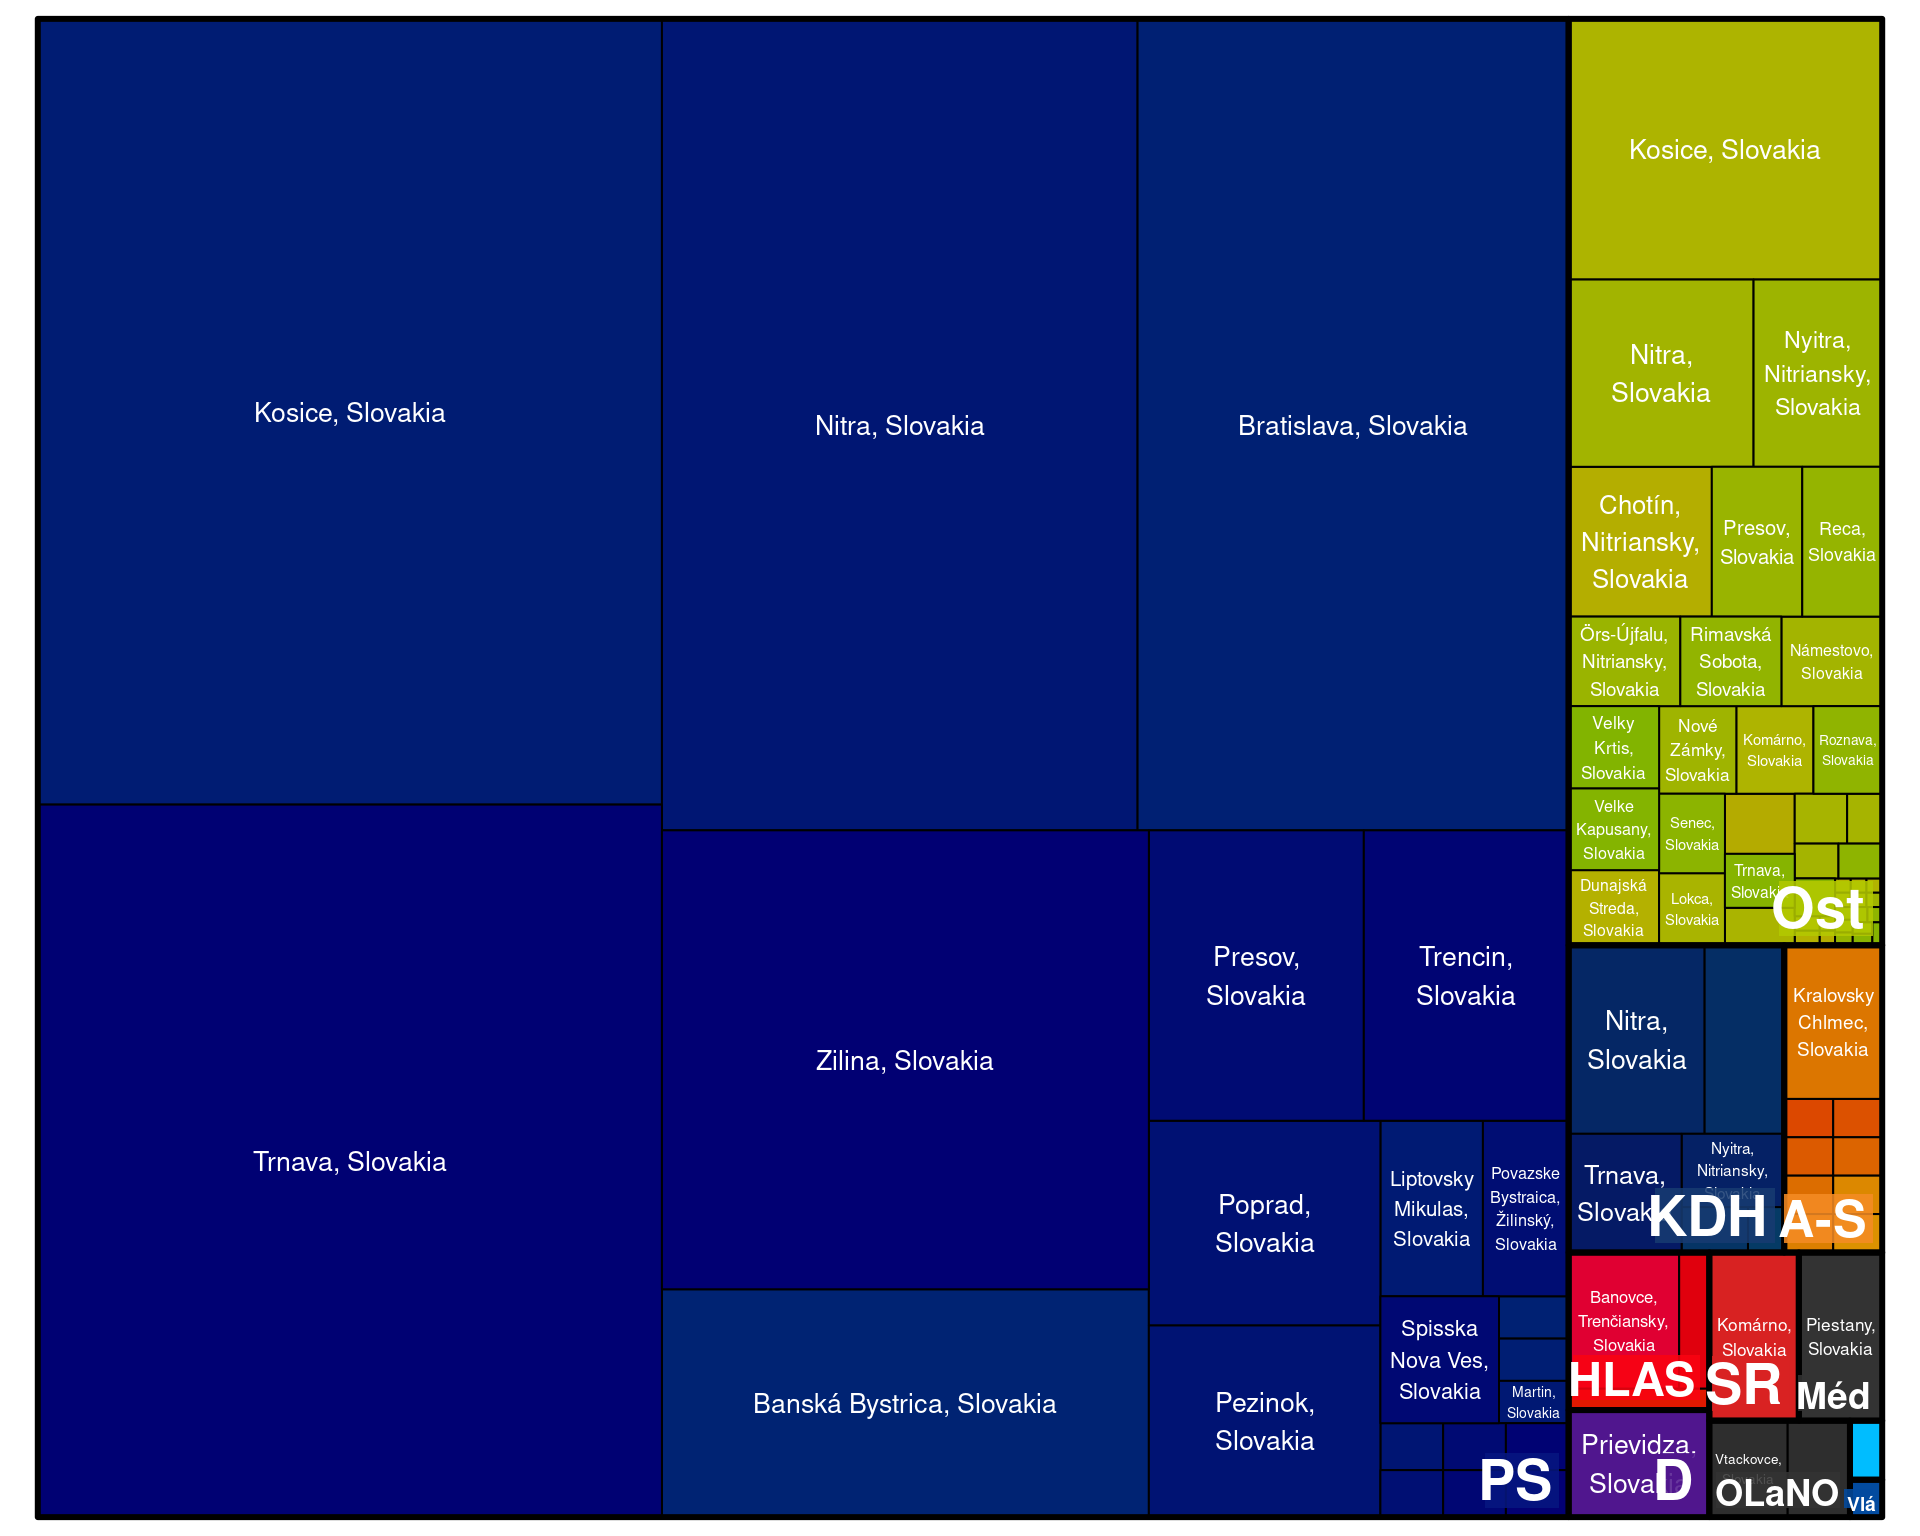 Kosice, Slovakia
Nitra, Slovakia
Bratislava, Slovakia
Trnava, Slovakia
Zilina, Slovakia
Banská Bystrica, Slovakia
Presov,
Slovakia
Trencin,
Slovakia
Poprad,
Slovakia
Liptovsky
Mikulas,
Slovakia
Povazske
Bystraica,
Žilinský,
Slovakia
Pezinok,
Slovakia
Spisska
Nova Ves,
Slovakia
Martin,
Slovakia
PS
Kosice, Slovakia
Nitra,
Slovakia
Nyitra,
Nitriansky,
Slovakia
Chotín,
Nitriansky,
Slovakia
Presov,
Slovakia
Reca,
Slovakia
Örs-Újfalu,
Nitriansky,
Slovakia
Rimavská
Sobota,
Slovakia
Námestovo,
Slovakia
Velky
Krtis,
Slovakia
Nové
Zámky,
Slovakia
Komárno,
Slovakia
Roznava,
Slovakia
Velke
Kapusany,
Slovakia
Senec,
Slovakia
Trnava,
Slovakia
Dunajská
Streda,
Slovakia
Lokca,
Slovakia
Ost
Nitra,
Slovakia
Trnava,
Slovakia
Nyitra,
Nitriansky,
Slovakia
KDH
Kralovsky
Chlmec,
Slovakia
A-S
Banovce,
Trenčiansky,
Slovakia
HLAS
Komárno,
Slovakia
SR
Piestany,
Slovakia
Méd
Prievidza,
Slovakia
D
Vtackovce,
Slovakia
OLaNO
Vlá